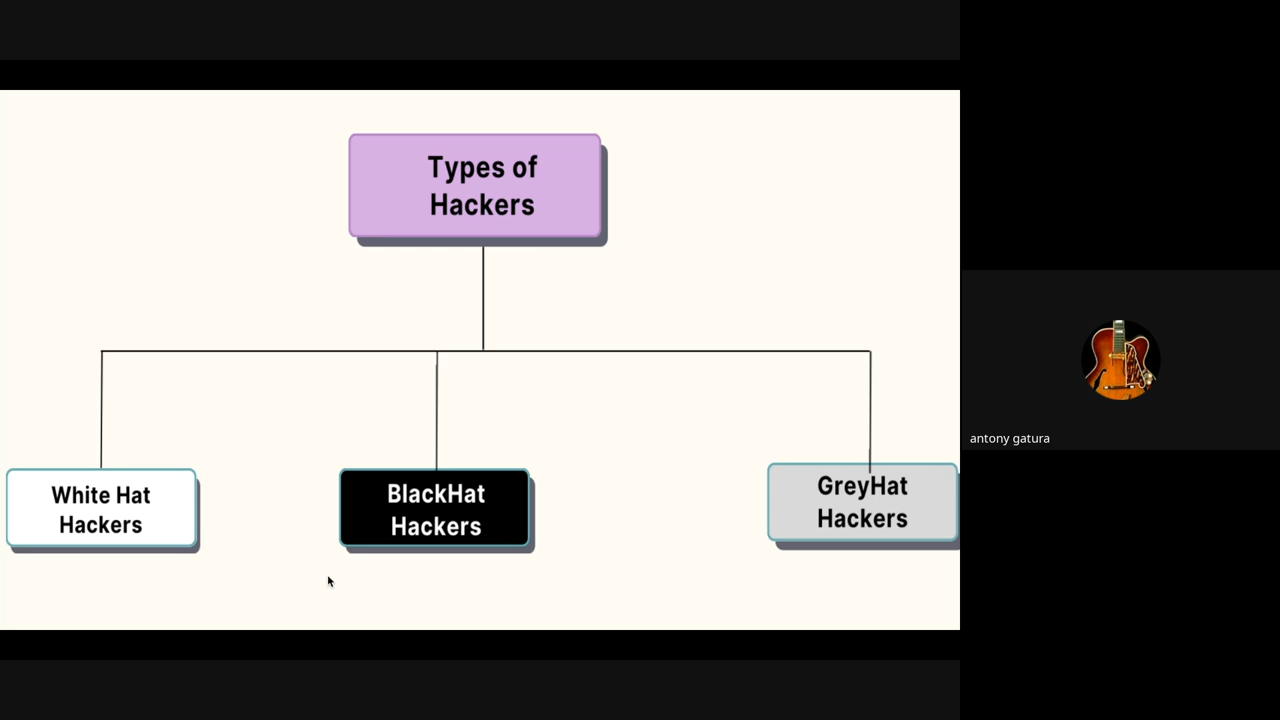 Types of
Hackers
White Hat
Hackers
BlackHat
Hackers
GreyHat
Hackers
antony gatura